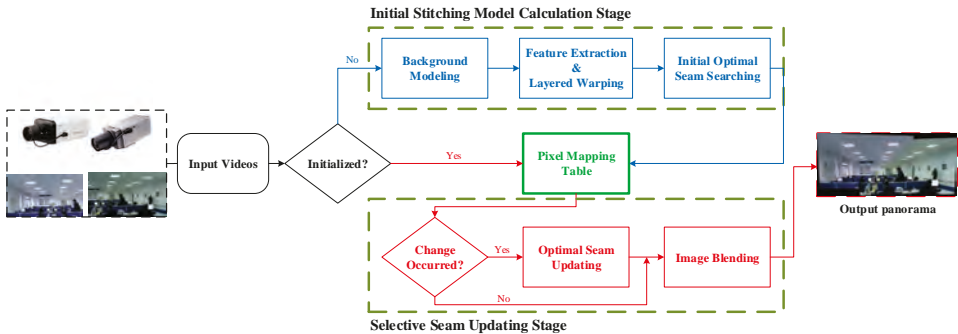 Initial Stitching Model Calculation Stage
No
Background
Modeling
Feature Extraction
&
Layered Warping
Initial Optimal
Seam Searching
Input Videos
Initialized?
Yes
Pixel Mapping
Table
Output panorama
Change
Occurred?
Yes
Optimal Seam
Updating
Image Blending
No
Selective Seam Updating Stage